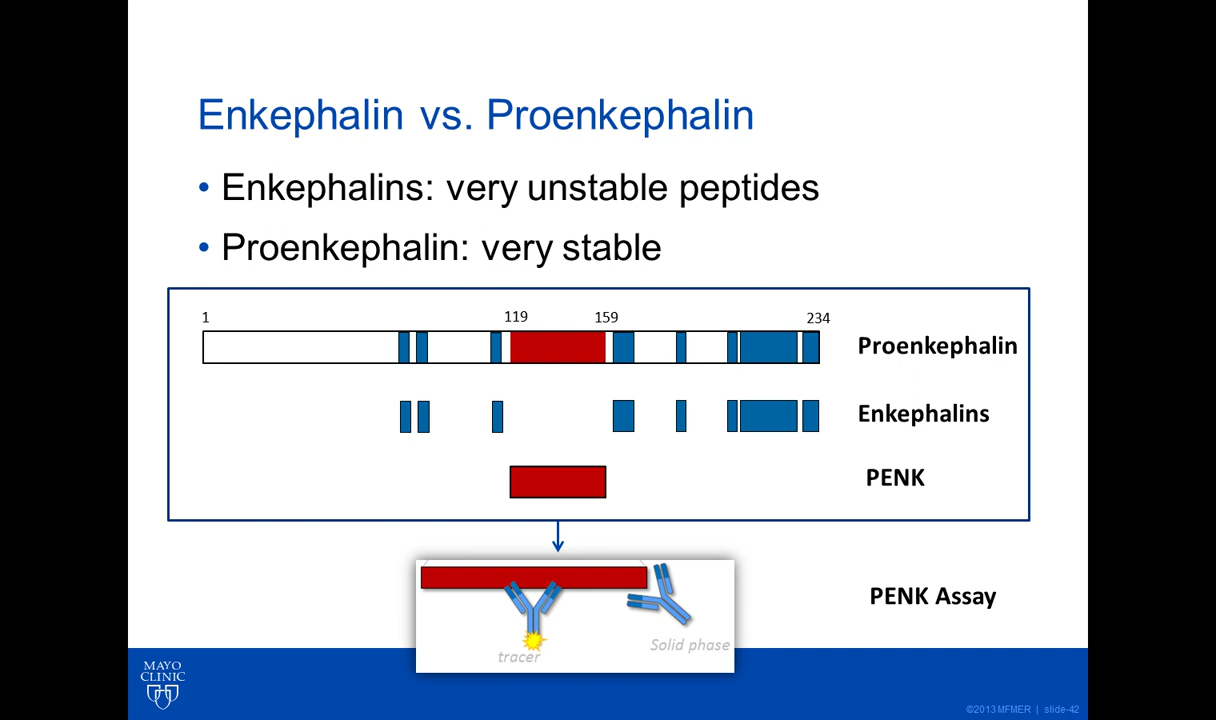 Enkephalin vs. Proenkephalin
• Enkephalins: very unstable peptides
• Proenkephalin: very stable
1 119 159 234
Proenkephalin
Enkephalins
PENK
PENK Assay
Solid phase
tracer
MAYO
CLINIC
©2013 MFMER | slide-42